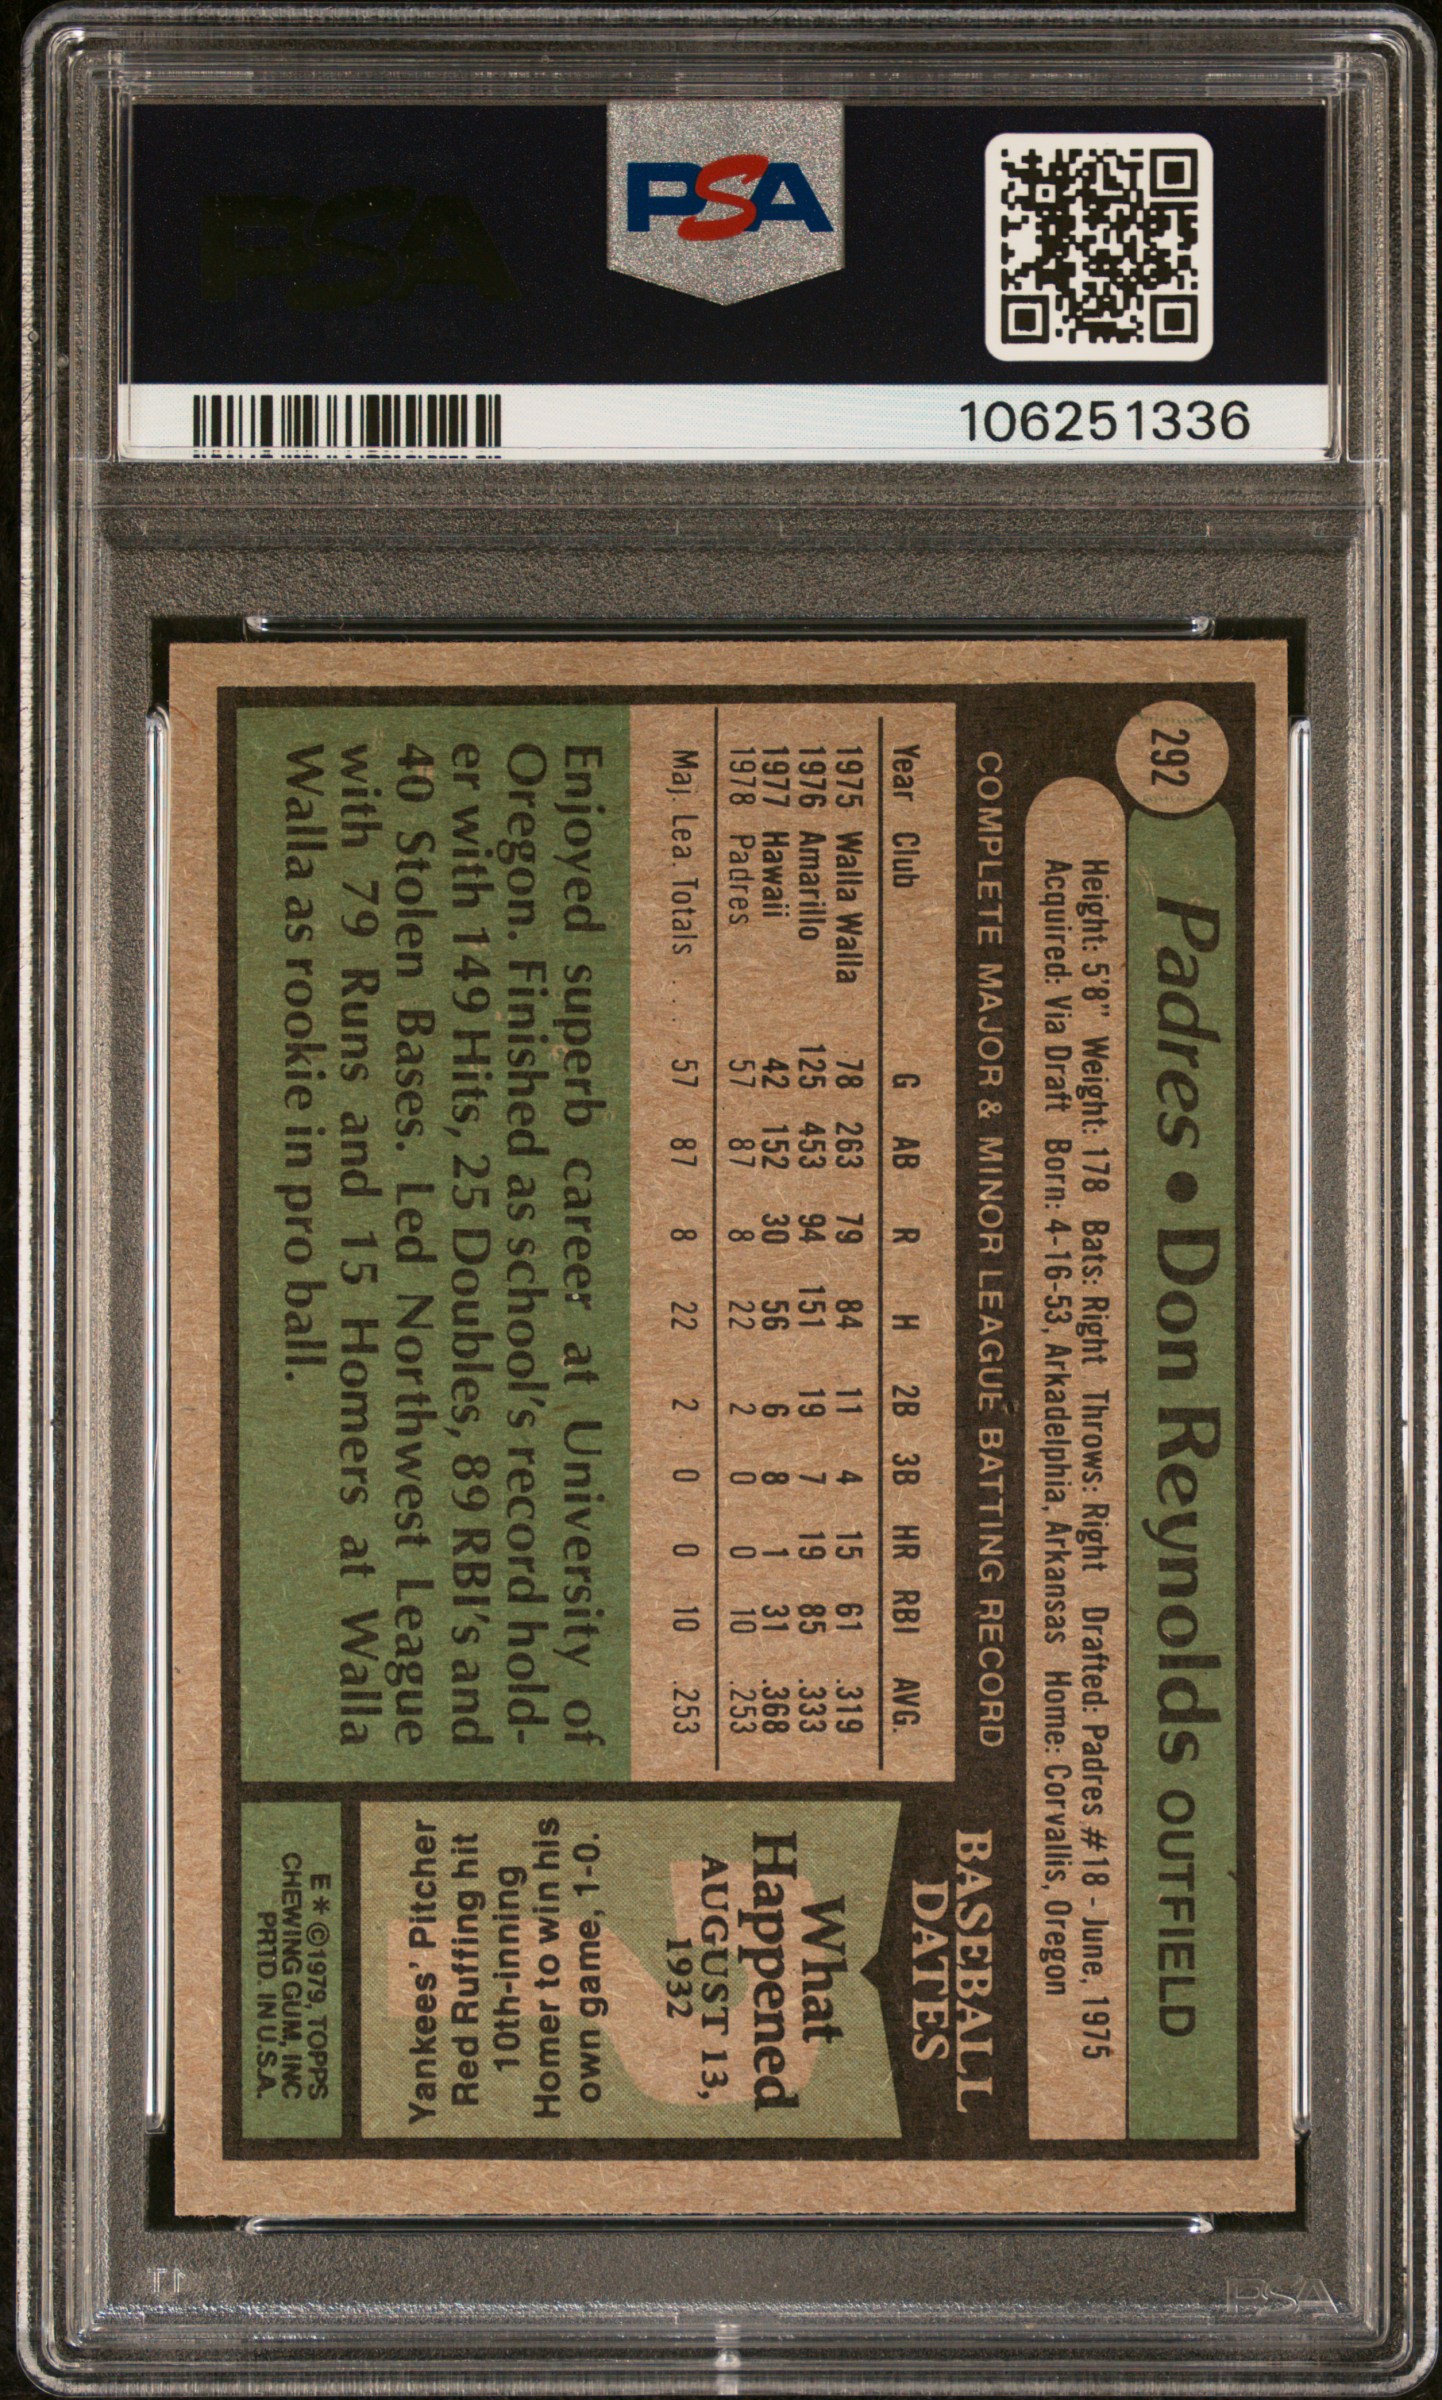 PSA
PSA
106251336
292
Padres • Don Reynolds OUTFIELD
Height: 5'8" Weight: 178 Bats: Right Throws: Right Drafted: Padres #18 - June, 1975
Acquired: Via Draft Born: 4-16-53, Arkadelphia, Arkansas Home: Corvallis, Oregon
COMPLETE MAJOR & MINOR LEAGUE BATTING RECORD
Year Club G AB R H 2B 3B HR RBI AVG.
1975 Walla Walla 78 263 79 84 11 4 15 61 .319
1976 Amarillo 125 453 94 151 19 7 19 85 .333
1977 Hawaii 42 152 30 56 6 8 1 31 .368
1978 Padres 57 87 8 22 2 0 0 10 .253
Maj. Lea. Totals . . . 57 87 8 22 2 0 0 10 .253
Enjoyed superb career at University of
Oregon. Finished as school's record hold-
er with 149 Hits, 25 Doubles, 89 RBI's and
40 Stolen Bases. Led Northwest League
with 79 Runs and 15 Homers at Walla
Walla as rookie in pro ball.
BASEBALL
DATES
What
Happened
AUGUST 13,
1932
?
Yankees' Pitcher
Red Ruffing hit
10th-inning
Homer to win his
own game, 1-0.
E * © 1979, TOPPS
CHEWING GUM, INC
PRTD. IN U.S.A.
PSA